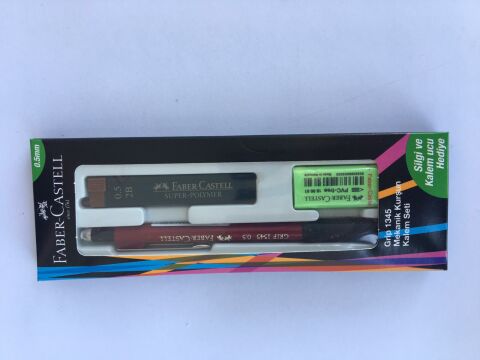 0.5mm
FABER-CASTELL
0.5
2B
FABER-CASTELL
SUPER-POLYMER
FABER-CASTELL
PVC-free
FABER-CASTELL
GRIP 1345 0.5
Silgi ve
Kalem ucu
Hediye
Grip 1345
Mekanik Kurşun
Kalem Seti